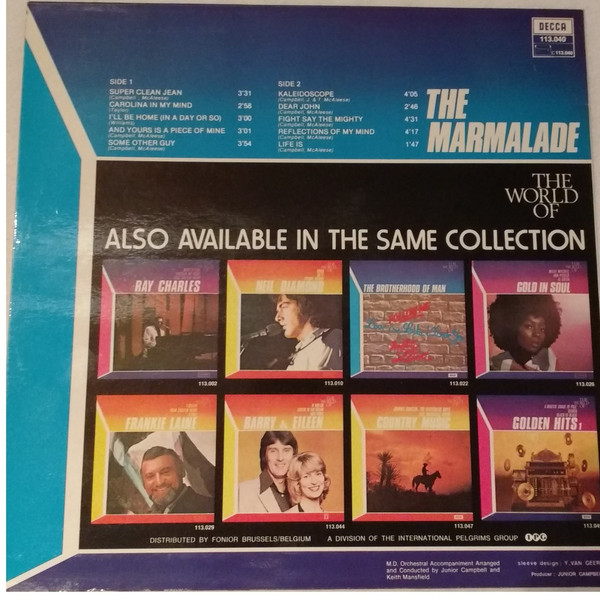 DECCA
113.040
SIDE 1
SUPER CLEAN JEAN 3'31
(Campbell, McAleese)
CAROLINA IN MY MIND 2'58
(Taylor)
I'LL BE HOME (IN A DAY OR SO) 3'00
(Williams)
AND YOURS IS A PIECE OF MINE 3'01
(Campbell, McAleese)
SOME OTHER GUY 3'54
(Campbell, McAleese)
SIDE 2
KALEIDOSCOPE 4'05
(Campbell, J. & T. McAleese)
DEAR JOHN 2'48
(Campbell, McAleese)
FIGHT SAY THE MIGHTY 4'31
(Campbell, McAleese)
REFLECTIONS OF MY MIND 4'17
(Campbell, McAleese)
LIFE IS 1'47
(Campbell, McAleese)
THE
MARMALADE
THE
WORLD
OF
ALSO AVAILABLE IN THE SAME COLLECTION
RAY CHARLES
NEIL DIAMOND
THE BROTHERHOOD OF MAN
GOLD IN SOUL
113.002
113.010
113.022
113.026
FRANKIE LAINE
BARRY & EILEEN
COUNTRY MUSIC
GOLDEN HITS 1
113.029
113.044
113.047
DISTRIBUTED BY FONIOR BRUSSELS/BELGIUM A DIVISION OF THE INTERNATIONAL PELGRIMS GROUP IPG
M.D. Orchestral Accompaniment Arranged
and Conducted by Junior Campbell and
Keith Mansfield
sleeve design: Y. VAN GEER
Producer: JUNIOR CAMPBE